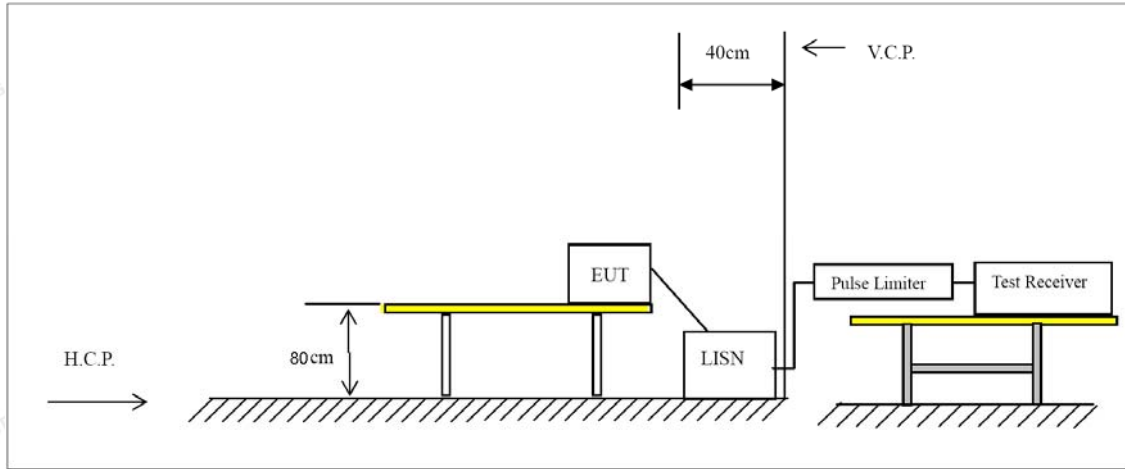 40cm
V.C.P.
EUT
Pulse Limiter
Test Receiver
LISN
80cm
H.C.P.